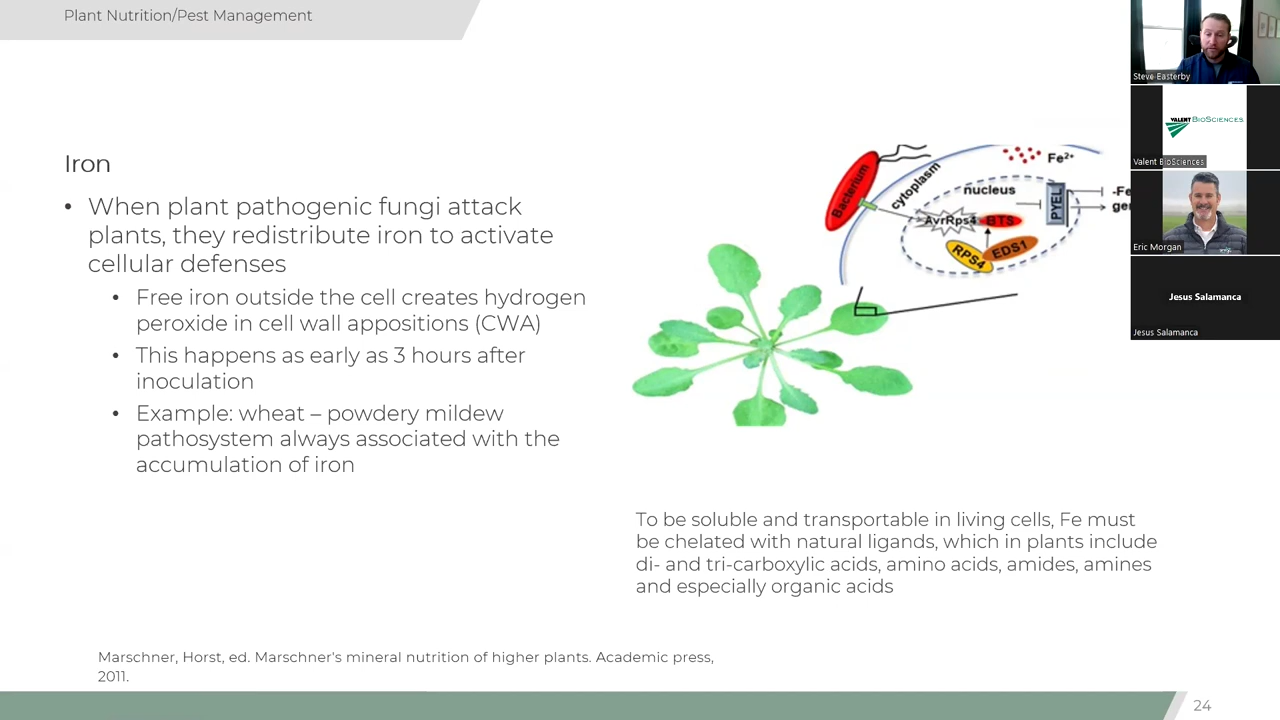 Plant Nutrition/Pest Management
Iron
• When plant pathogenic fungi attack
plants, they redistribute iron to activate
cellular defenses
• Free iron outside the cell creates hydrogen
peroxide in cell wall appositions (CWA)
• This happens as early as 3 hours after
inoculation
• Example: wheat – powdery mildew
pathosystem always associated with the
accumulation of iron
Bacterium
cytoplasm
Fe²⁺
nucleus
PYEL
-Fe
gen
AvrRps4
BTS
RPS4
EDS1
To be soluble and transportable in living cells, Fe must
be chelated with natural ligands, which in plants include
di- and tri-carboxylic acids, amino acids, amides, amines
and especially organic acids
Marschner, Horst, ed. Marschner's mineral nutrition of higher plants. Academic press,
2011.
24
Steve Easterby
VALENT BIOSCIENCES
Valent BioSciences
Eric Morgan
Jesus Salamanca
Jesus Salamanca